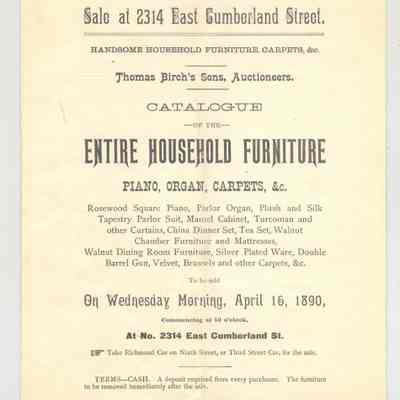 Sale at 2314 East Cumberland Street.
HANDSOME HOUSEHOLD FURNITURE, CARPETS, &c.
Thomas Birch's Sons, Auctioneers.
CATALOGUE
—OF THE—
ENTIRE HOUSEHOLD FURNITURE
PIANO, ORGAN, CARPETS, &c.
Rosewood Square Piano, Parlor Organ, Plush and Silk
Tapestry Parlor Suit, Mantel Cabinet, Turcoman and
other Curtains, China Dinner Set, Tea Set, Walnut
Chamber Furniture and Mattresses,
Walnut Dining Room Furniture, Silver Plated Ware, Double
Barrel Gun, Velvet, Brussels and other Carpets, &c.
To be sold
On Wednesday Morning, April 16, 1890,
Commencing at 10 o'clock,
At No. 2314 East Cumberland St.
☞ Take Richmond Car on Ninth Street, or Third Street Car, for the sale.
TERMS—CASH. A deposit required from every purchaser. The furniture
to be removed immediately after the sale.